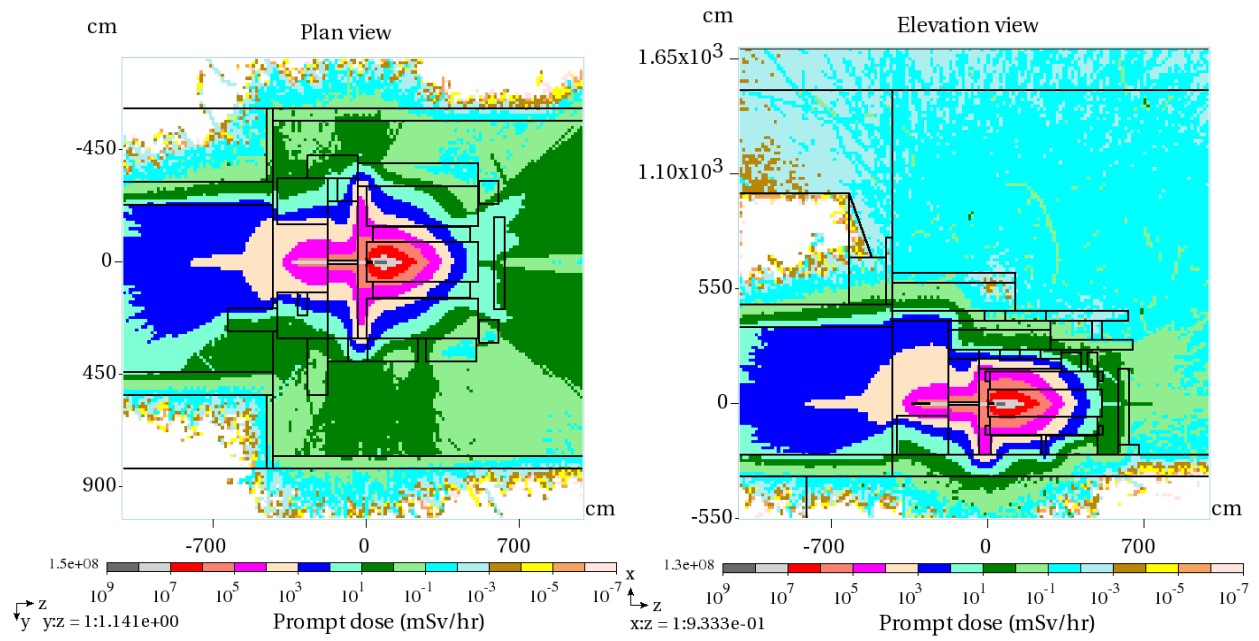 cm
Plan view
-450
0
450
900
cm
-700 0 700
1.5e+08
10^9 10^7 10^5 10^3 10^1 10^-1 10^-3 10^-5 10^-7
z
y y:z = 1:1.141e+00 Prompt dose (mSv/hr)
cm
Elevation view
1.65x10^3
1.10x10^3
550
0
-550
cm
-700 0 700
1.3e+08
10^9 10^7 10^5 10^3 10^1 10^-1 10^-3 10^-5 10^-7
x
z
x:z = 1:9.333e-01 Prompt dose (mSv/hr)